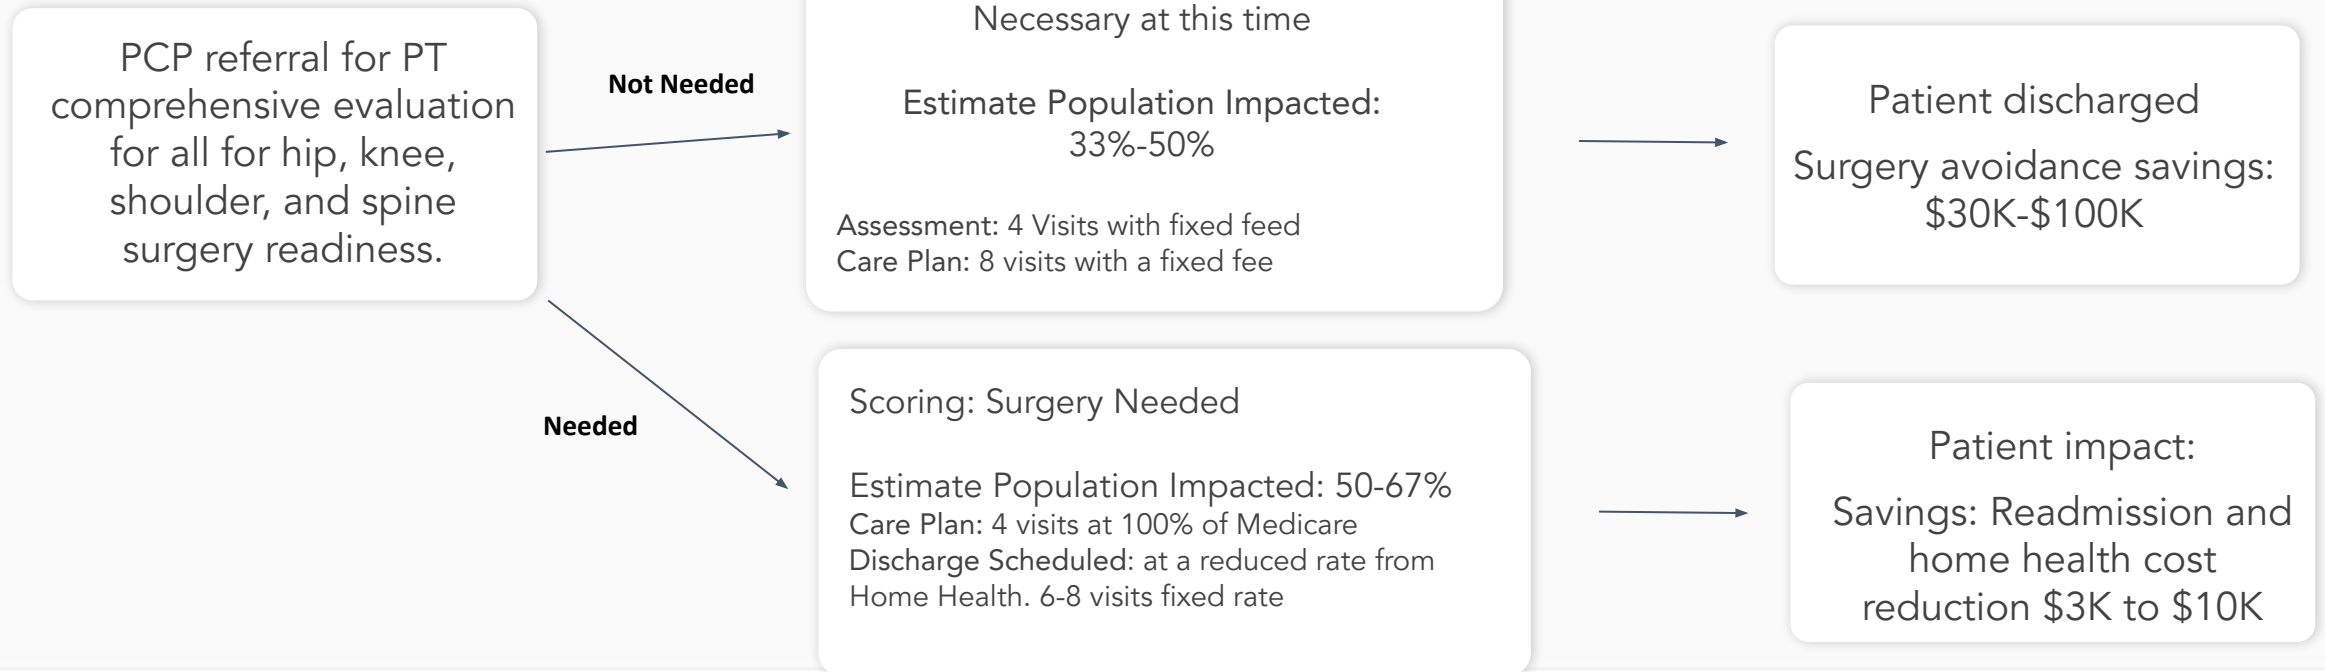 PCP referral for PT
comprehensive evaluation
for all for hip, knee,
shoulder, and spine
surgery readiness.
Not Needed
Necessary at this time
Estimate Population Impacted:
33%-50%
Assessment: 4 Visits with fixed feed
Care Plan: 8 visits with a fixed fee
Patient discharged
Surgery avoidance savings:
$30K-$100K
Needed
Scoring: Surgery Needed
Estimate Population Impacted: 50-67%
Care Plan: 4 visits at 100% of Medicare
Discharge Scheduled: at a reduced rate from
Home Health. 6-8 visits fixed rate
Patient impact:
Savings: Readmission and
home health cost
reduction $3K to $10K